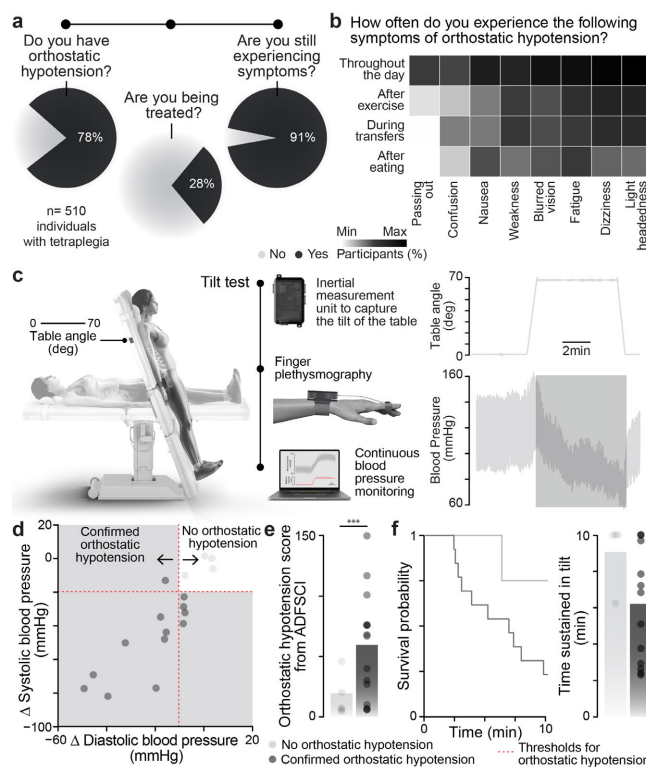 a
Do you have
orthostatic
hypotension?
Are you being
treated?
Are you still
experiencing
symptoms?
78%
28%
91%
n= 510
individuals
with tetraplegia
No Yes
b
How often do you experience the following
symptoms of orthostatic hypotension?
Throughout
the day
After
exercise
During
transfers
After
eating
Passing
out
Confusion
Nausea
Weakness
Blurred
vision
Fatigue
Dizziness
Light
headedness
Min Max
Participants (%)
c
Tilt test
0 70
Table angle
(deg)
Inertial
measurement
unit to capture
the tilt of the table
Finger
plethysmography
Continuous
blood
pressure
monitoring
70
0
Table angle
(deg)
2min
160
60
Blood Pressure
(mmHg)
d
20
0
−100
Δ Systolic blood pressure
(mmHg)
Confirmed
orthostatic
hypotension
No orthostatic
hypotension
−60 20
Δ Diastolic blood pressure
(mmHg)
e
150
0
Orthostatic hypotension score
from ADFSCI
***
f
1
0
Survival probability
0 10
Time (min)
10
0
Time sustained in tilt
(min)
No orthostatic hypotension
Confirmed orthostatic hypotension
Thresholds for
orthostatic hypotension